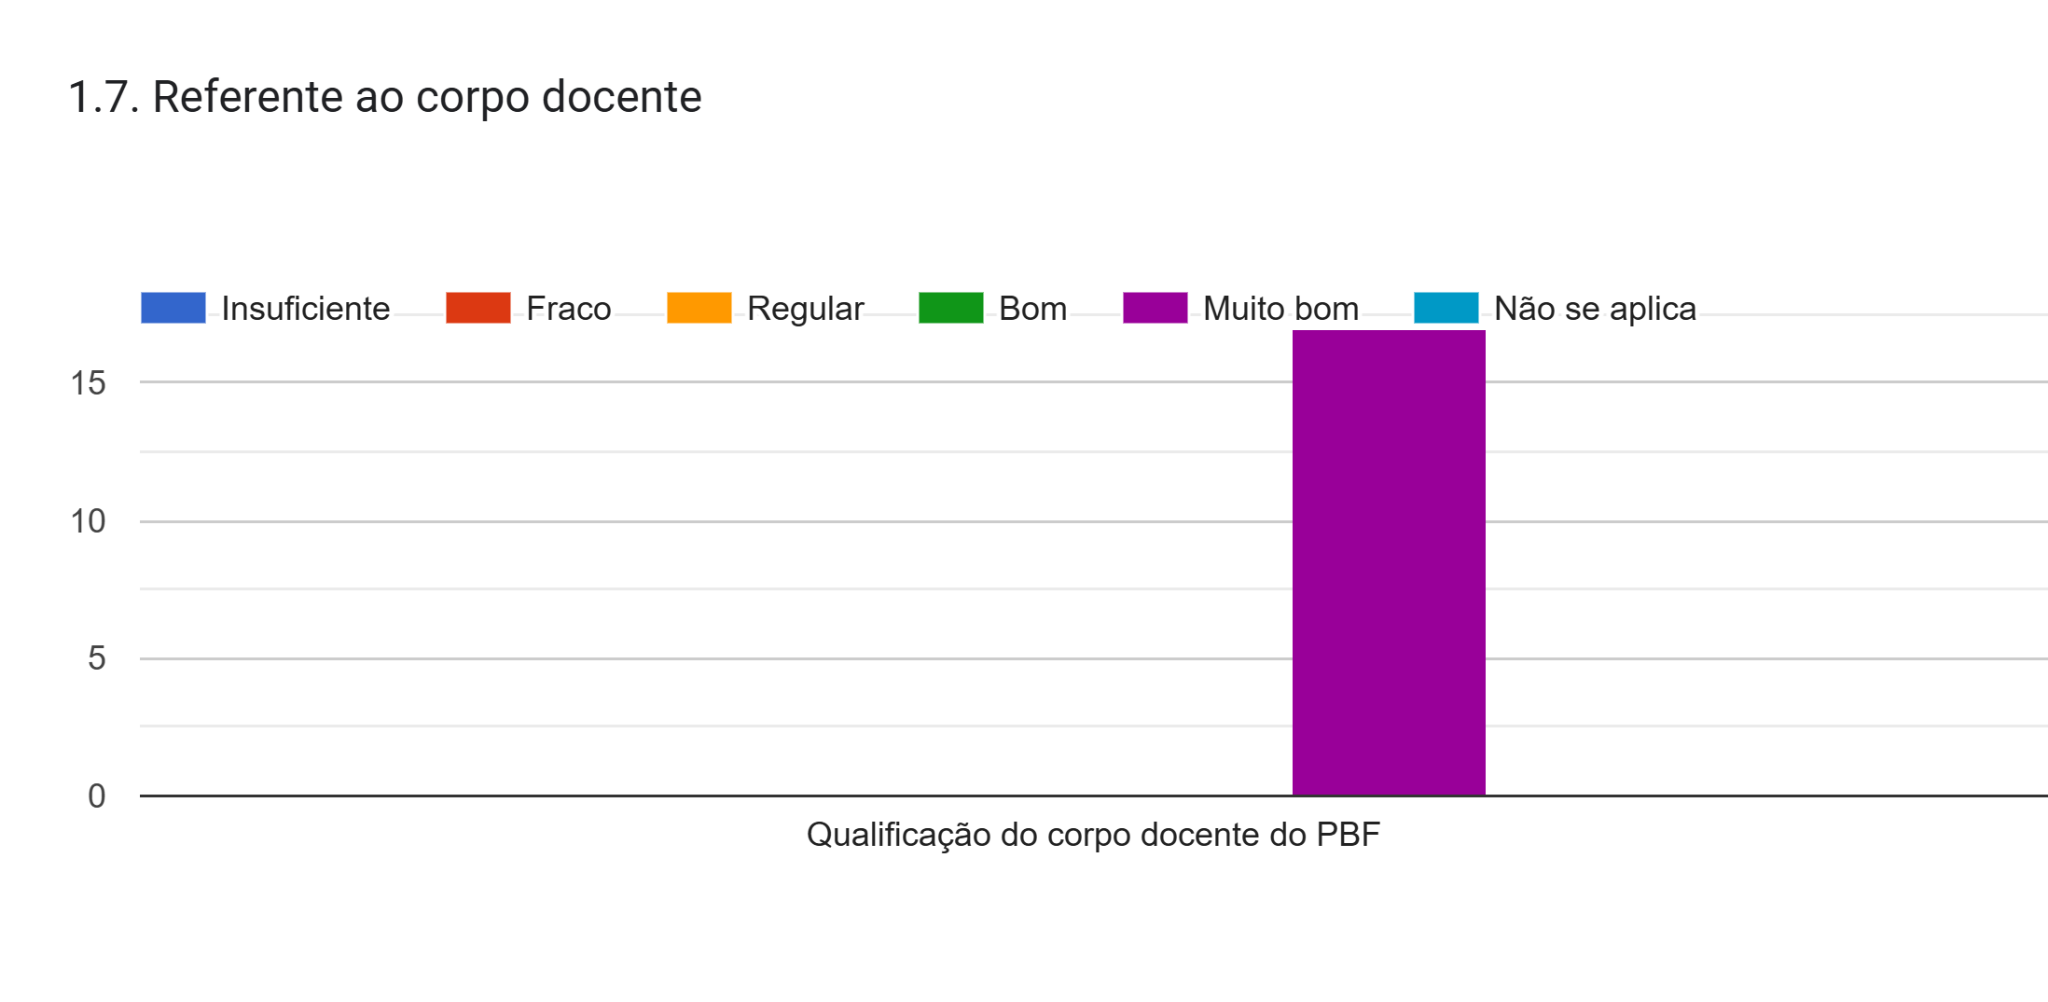 1.7. Referente ao corpo docente
Insuficiente Fraco Regular Bom Muito bom Não se aplica
15
10
5
0
Qualificação do corpo docente do PBF